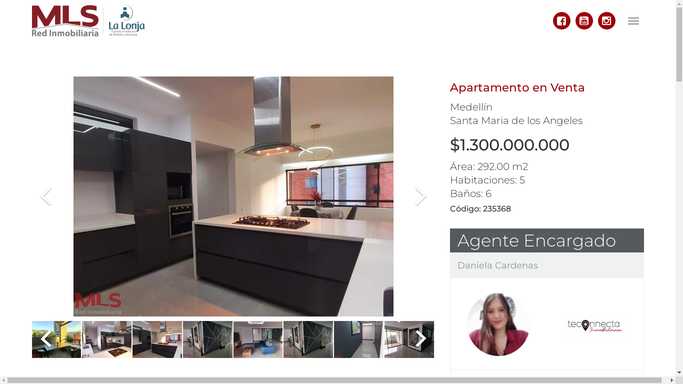 MLS
Red Inmobiliaria
La Lonja
Apartamento en Venta
Medellín
Santa Maria de los Angeles
$1.300.000.000
Área: 292.00 m2
Habitaciones: 5
Baños: 6
Código: 235368
MLS
Red Inmobiliaria
Agente Encargado
Daniela Cardenas
teconnecta